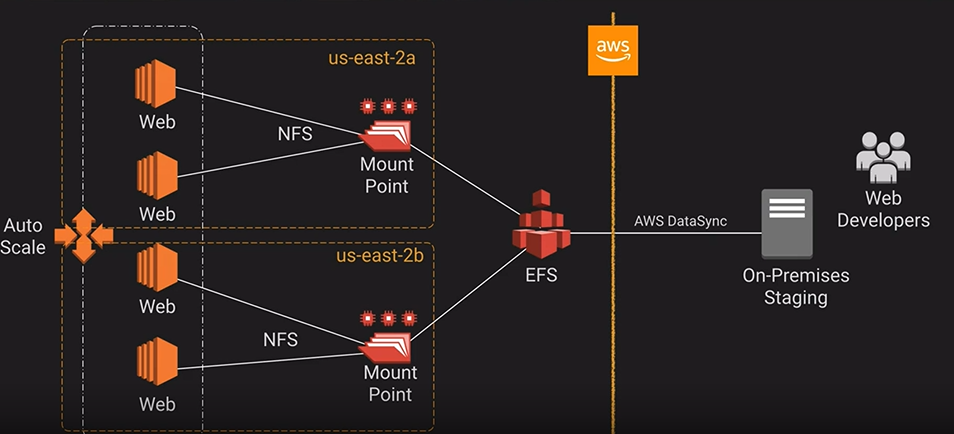 us-east-2a
aws
Web
NFS
Mount
Point
Web
Auto
Scale
us-east-2b
Web
NFS
Mount
Point
Web
EFS
AWS DataSync
On-Premises
Staging
Web
Developers